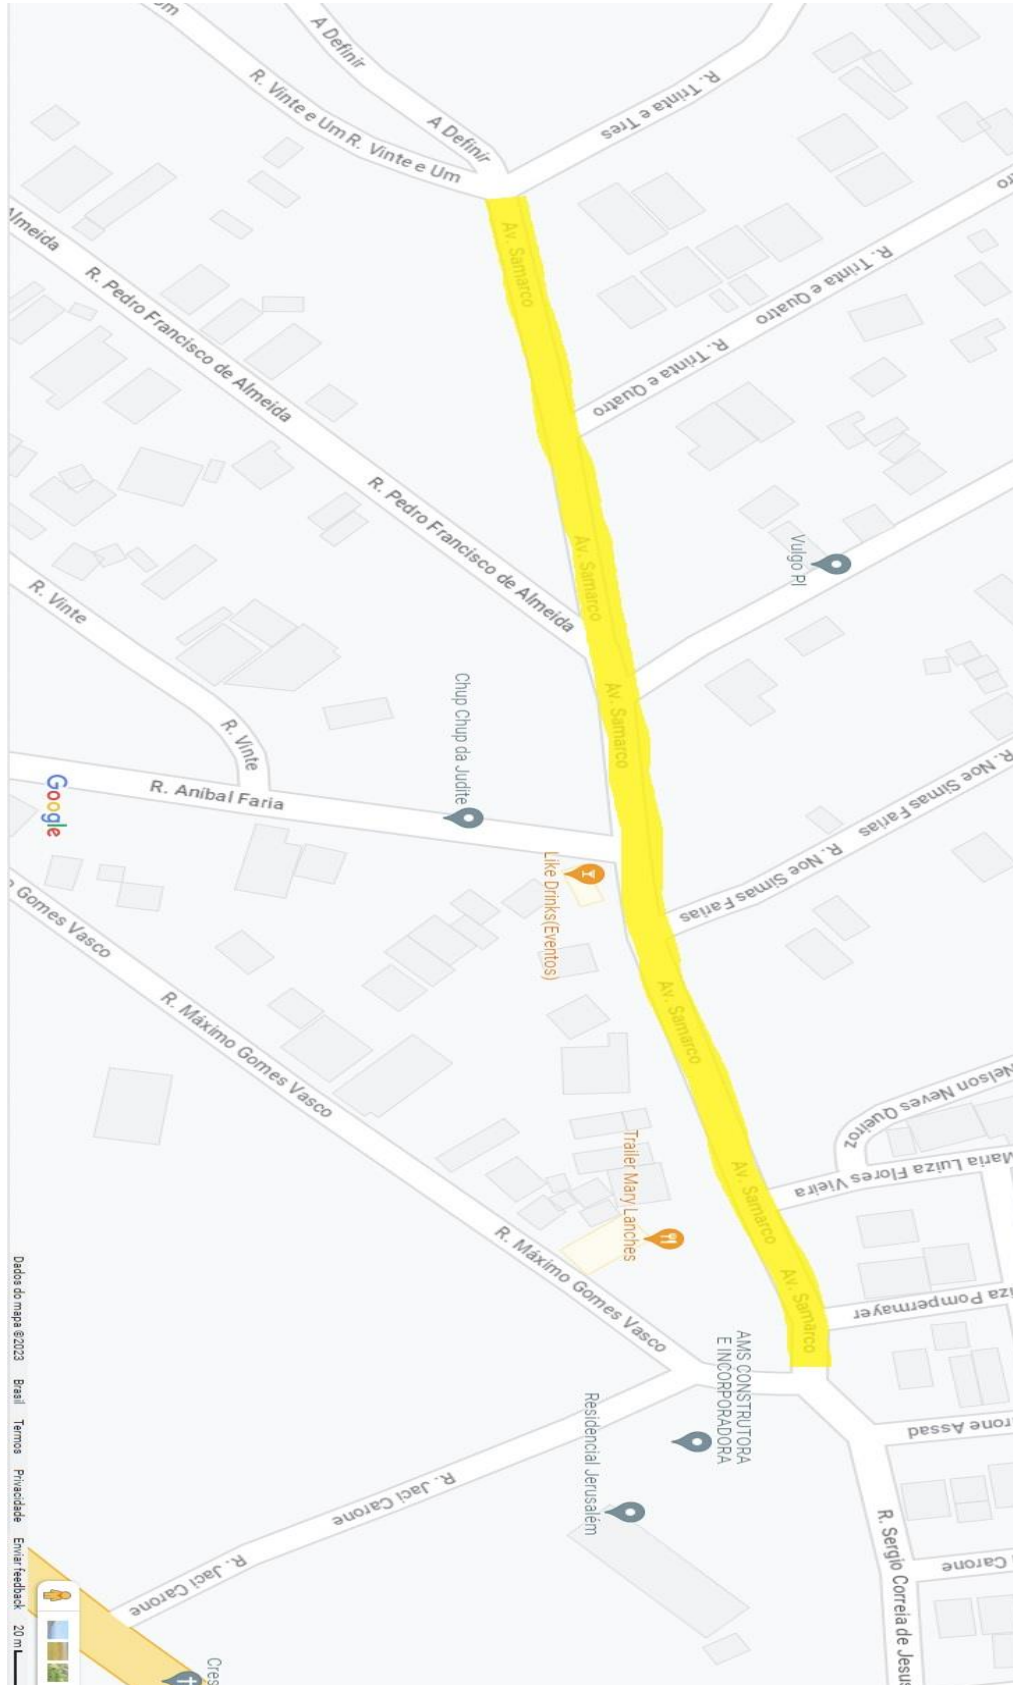 A Definir
A Definir
R. Vinte e Um
R. Vinte e Um
R. Trinta e Tres
Almeida
R. Pedro Francisco de Almeida
R. Pedro Francisco de Almeida
Av. Samarco
R. Trinta e Quatro
R. Trinta e Quatro
Av. Samarco
Vulgo Pl
R. Vinte
R. Vinte
Av. Samarco
Chup Chup da Judite
R. Aníbal Faria
Google
Like Drinks(Eventos)
R. Noe Simas Farias
R. Noe Simas Farias
Gomes Vasco
R. Máximo Gomes Vasco
Av. Samarco
Nelson Neves Queiroz
Maria Luiza Flores Vieira
Av. Samarco
Trailer Mary Lanches
R. Máximo Gomes Vasco
Av. Samarco
iza Pompermayer
AMS CONSTRUTORA
E INCORPORADORA
Residencial Jerusalém
rone Assad
Carone
R. Sergio Correia de Jesus
R. Jaci Carone
R. Jaci Carone
Cres
Dados do mapa ©2023 Brasil Termos Privacidade Enviar feedback 20 m